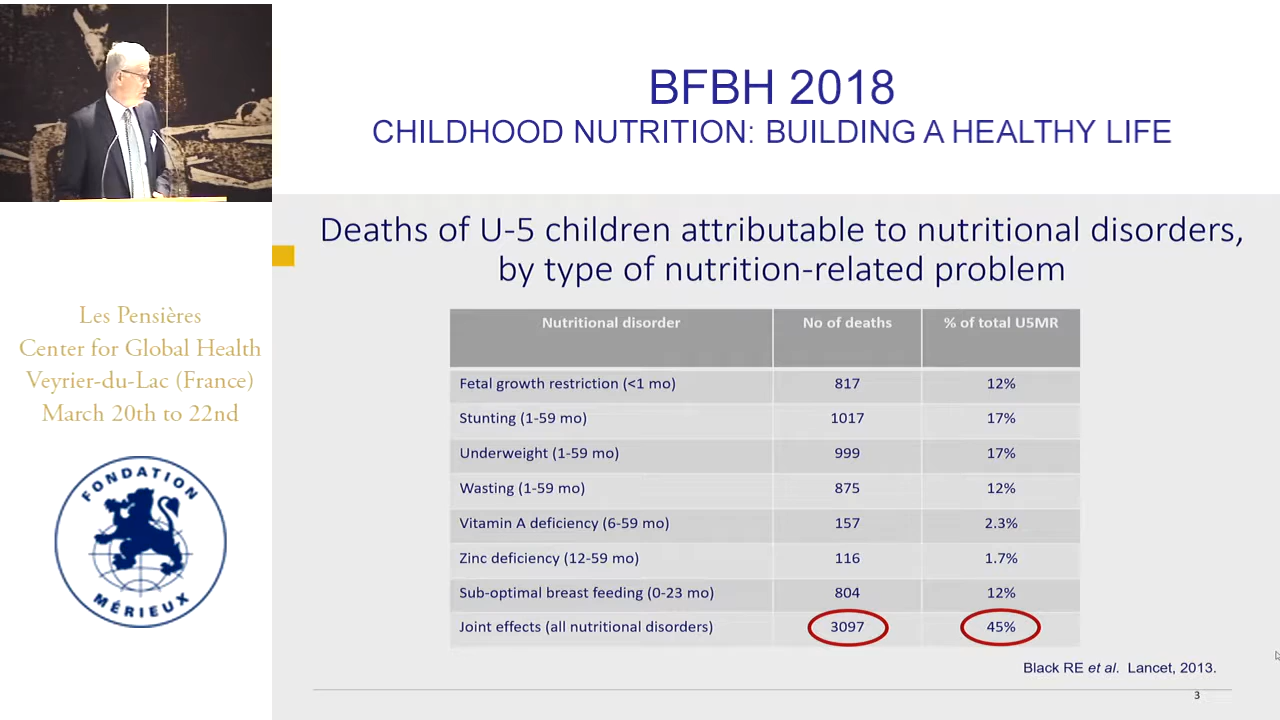 BFBH 2018
CHILDHOOD NUTRITION: BUILDING A HEALTHY LIFE
Les Pensières
Center for Global Health
Veyrier-du-Lac (France)
March 20th to 22nd
FONDATION
MÉRIEUX
Deaths of U-5 children attributable to nutritional disorders,
by type of nutrition-related problem
Nutritional disorder No of deaths % of total U5MR
Fetal growth restriction (<1 mo) 817 12%
Stunting (1-59 mo) 1017 17%
Underweight (1-59 mo) 999 17%
Wasting (1-59 mo) 875 12%
Vitamin A deficiency (6-59 mo) 157 2.3%
Zinc deficiency (12-59 mo) 116 1.7%
Sub-optimal breast feeding (0-23 mo) 804 12%
Joint effects (all nutritional disorders) 3097 45%
Black RE et al. Lancet, 2013.
3